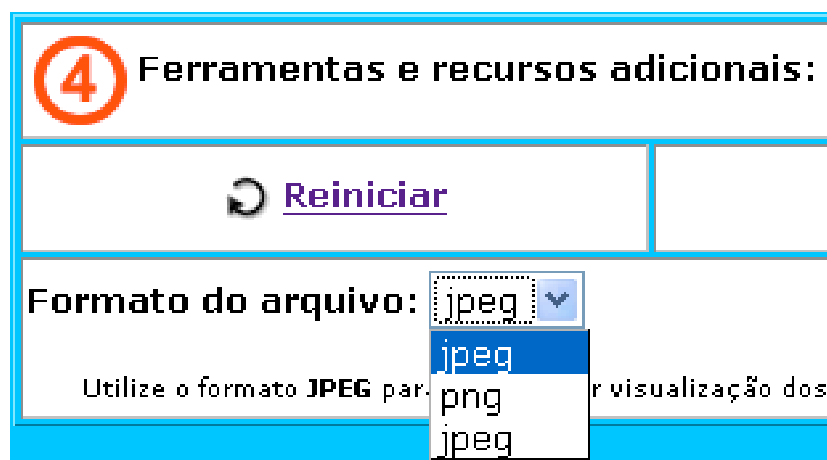 4 Ferramentas e recursos adicionais:
Reiniciar
Formato do arquivo: jpeg
jpeg
Utilize o formato JPEG par r visualização dos
png
jpeg